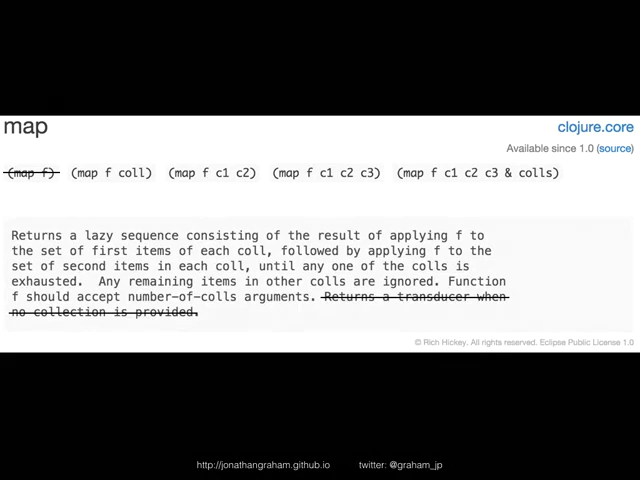 map
clojure.core
Available since 1.0 (source)
(map f) (map f coll) (map f c1 c2) (map f c1 c2 c3) (map f c1 c2 c3 & colls)
Returns a lazy sequence consisting of the result of applying f to
the set of first items of each coll, followed by applying f to the
set of second items in each coll, until any one of the colls is
exhausted.  Any remaining items in other colls are ignored. Function
f should accept number-of-colls arguments. Returns a transducer when
no collection is provided.
© Rich Hickey. All rights reserved. Eclipse Public License 1.0
http://jonathangraham.github.io twitter: @graham_jp